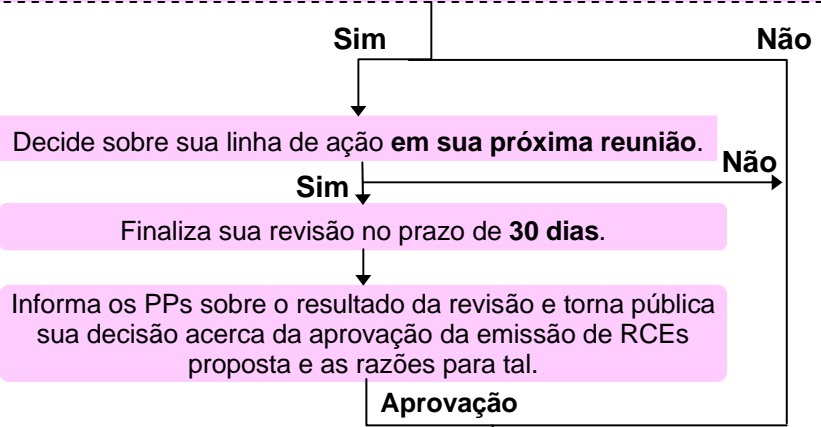 Sim
Não
Decide sobre sua linha de ação em sua próxima reunião.
Não
Sim
Finaliza sua revisão no prazo de 30 dias.
Informa os PPs sobre o resultado da revisão e torna pública
sua decisão acerca da aprovação da emissão de RCEs
proposta e as razões para tal.
Aprovação